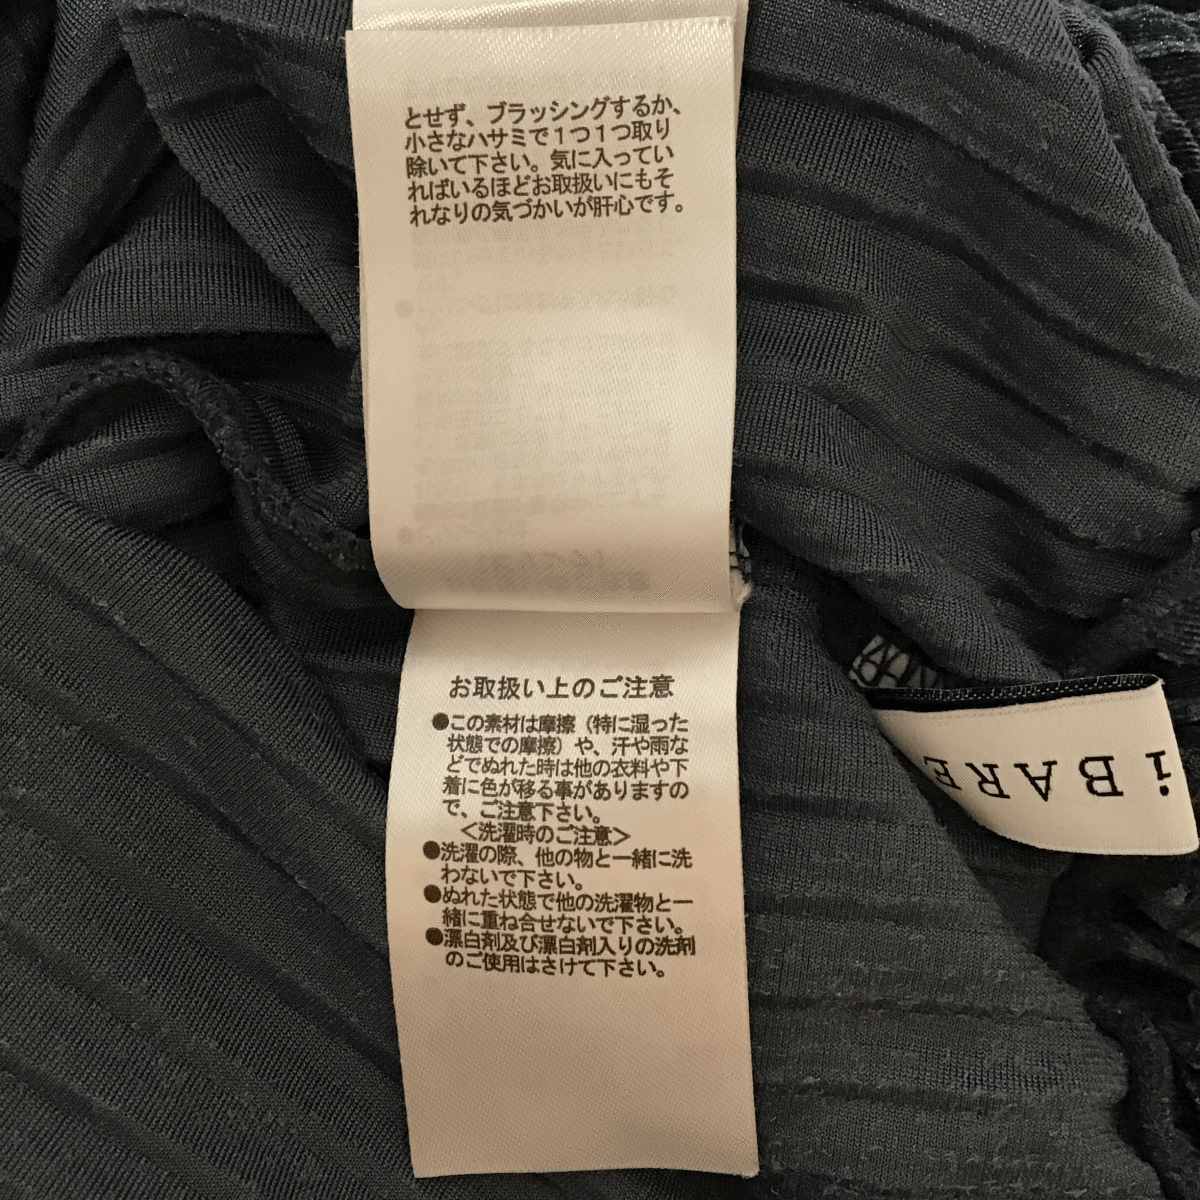 とせず、ブラッシングするか、
小さなハサミで1つ1つ取り
除いて下さい。気に入ってい
ればいるほどお取扱いにもそ
れなりの気づかいが肝心です。
お取扱い上のご注意
●この素材は摩擦（特に湿った
状態での摩擦）や、汗や雨な
どでぬれた時は他の衣料や下
着に色が移る事がありますの
で、ご注意下さい。
＜洗濯時のご注意＞
●洗濯の際、他の物と一緒に洗
わないで下さい。
●ぬれた状態で他の洗濯物と一
緒に重ね合せないで下さい。
●漂白剤及び漂白剤入りの洗剤
のご使用はさけて下さい。
i BARE